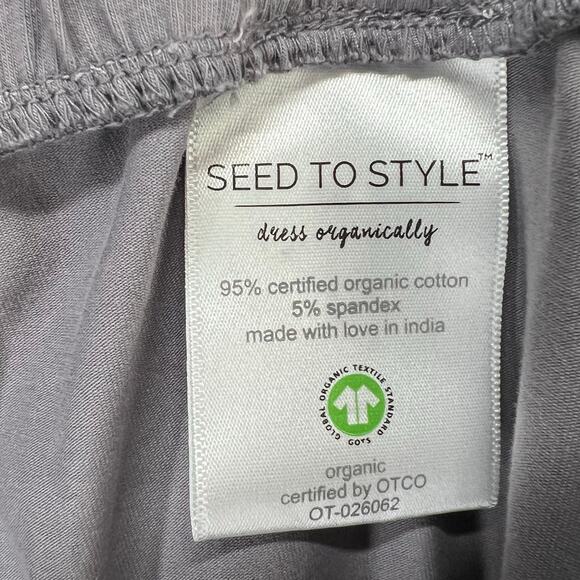 SEED TO STYLE™
dress organically
95% certified organic cotton
5% spandex
made with love in india
GLOBAL ORGANIC TEXTILE STANDARD
GOTS
organic
certified by OTCO
OT-026062